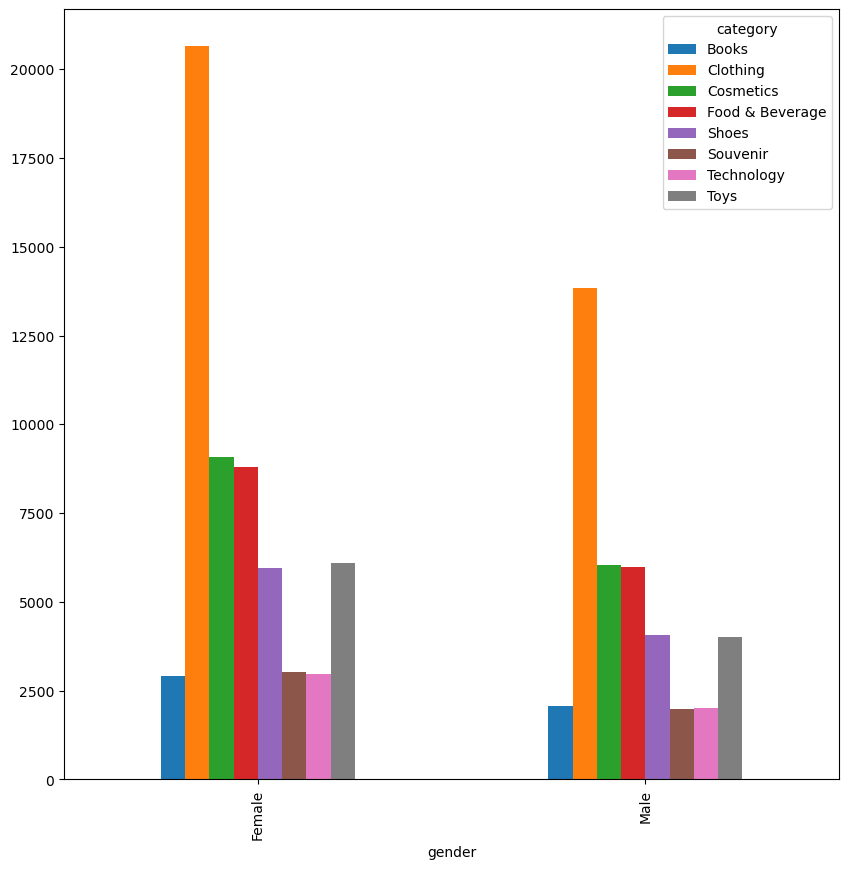 20000
17500
15000
12500
10000
7500
5000
2500
0
category
Books
Clothing
Cosmetics
Food & Beverage
Shoes
Souvenir
Technology
Toys
Female
Male
gender